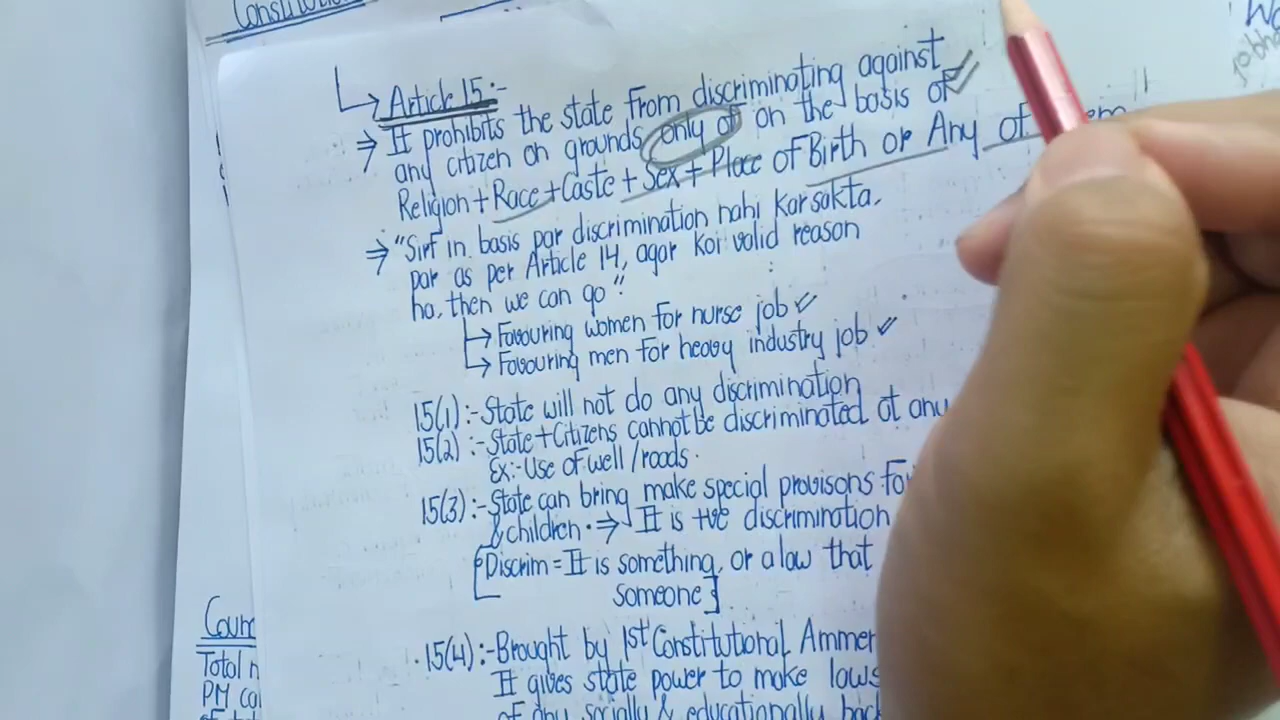 Article 15:-
⇒ It prohibits the state from discriminating against
any citizen on grounds only of on the basis of
Religion + Race + Caste + Sex + Place of Birth or Any of
⇒ "Sirf in basis par discrimination nahi kar sakta,
par as per Article 14, agar koi valid reason
ho, then we can go"
→ Favouring women for nurse job ✓
→ Favouring men for heavy industry job ✓
15(1):- State will not do any discrimination
15(2):- State + Citizens cannot be discriminated at any
Ex:- Use of well/roads.
15(3):- State can bring make special provisons for
& children. ⇒ It is +ve discrimination
[Discrim = It is something, or a law that
someone]
15(4):- Brought by 1st Constitutional
It gives state power to make laws
of any socially & educationally
Total
PM